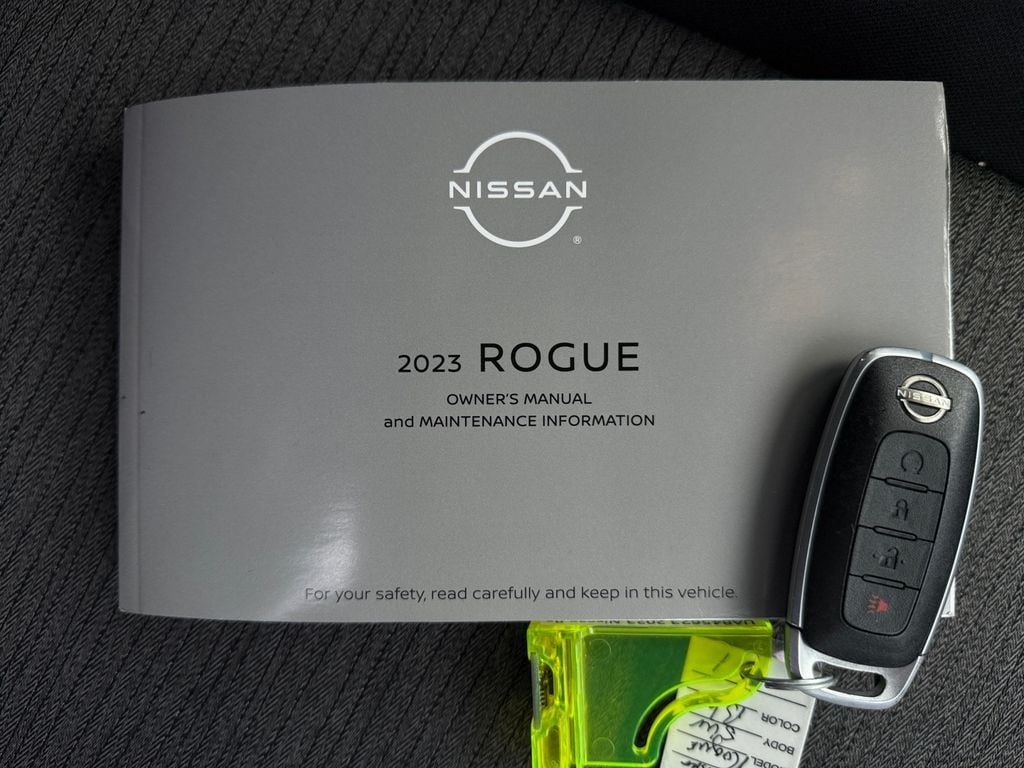 NISSAN
®
2023 ROGUE
OWNER'S MANUAL
and MAINTENANCE INFORMATION
For your safety, read carefully and keep in this vehicle.
NISSAN
COLOR
BODY
Rogue